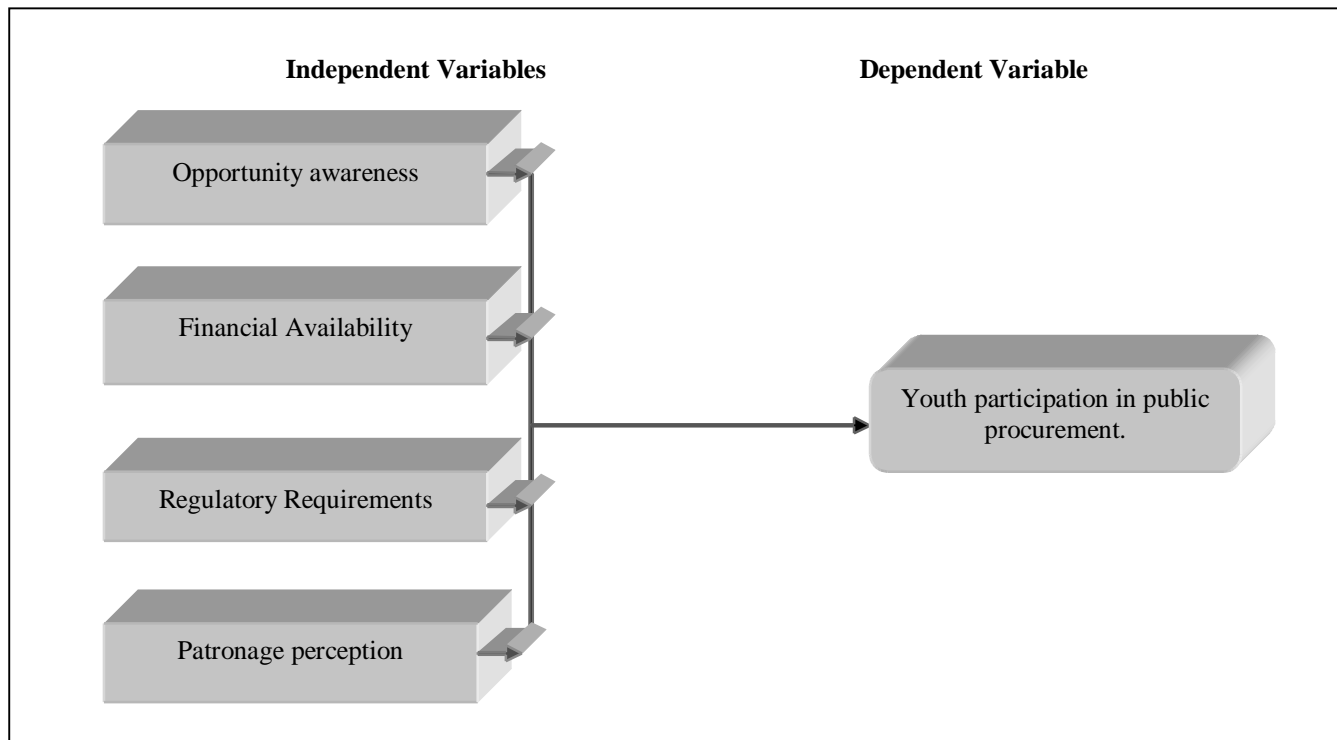 Independent Variables
Dependent Variable
Opportunity awareness
Financial Availability
Regulatory Requirements
Patronage perception
Youth participation in public
procurement.